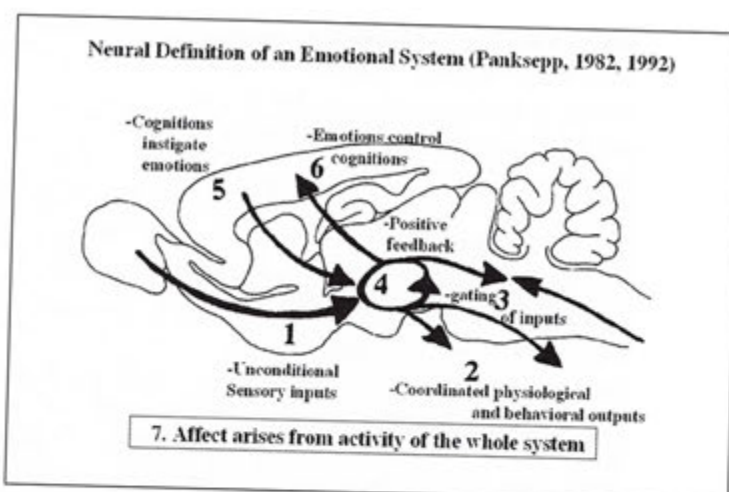 Neural Definition of an Emotional System (Panksepp, 1982, 1992)
-Cognitions
instigate
emotions
5
-Emotions control
cognitions
6
-Positive
feedback
4
-gating
of inputs
3
1
-Unconditional
Sensory inputs
2
-Coordinated physiological
and behavioral outputs
7. Affect arises from activity of the whole system